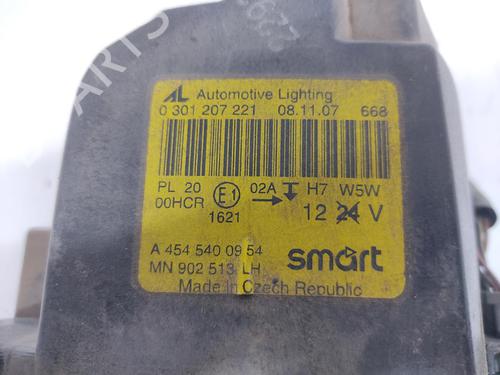 AL Automotive Lighting
0 301 207 221 08.11.07 668
PL 20 E1 02A H7 W5W
00HCR 1621 12 24 V
A 454 540 09 54
MN 902 513 LH smart
Made in Czech Republic